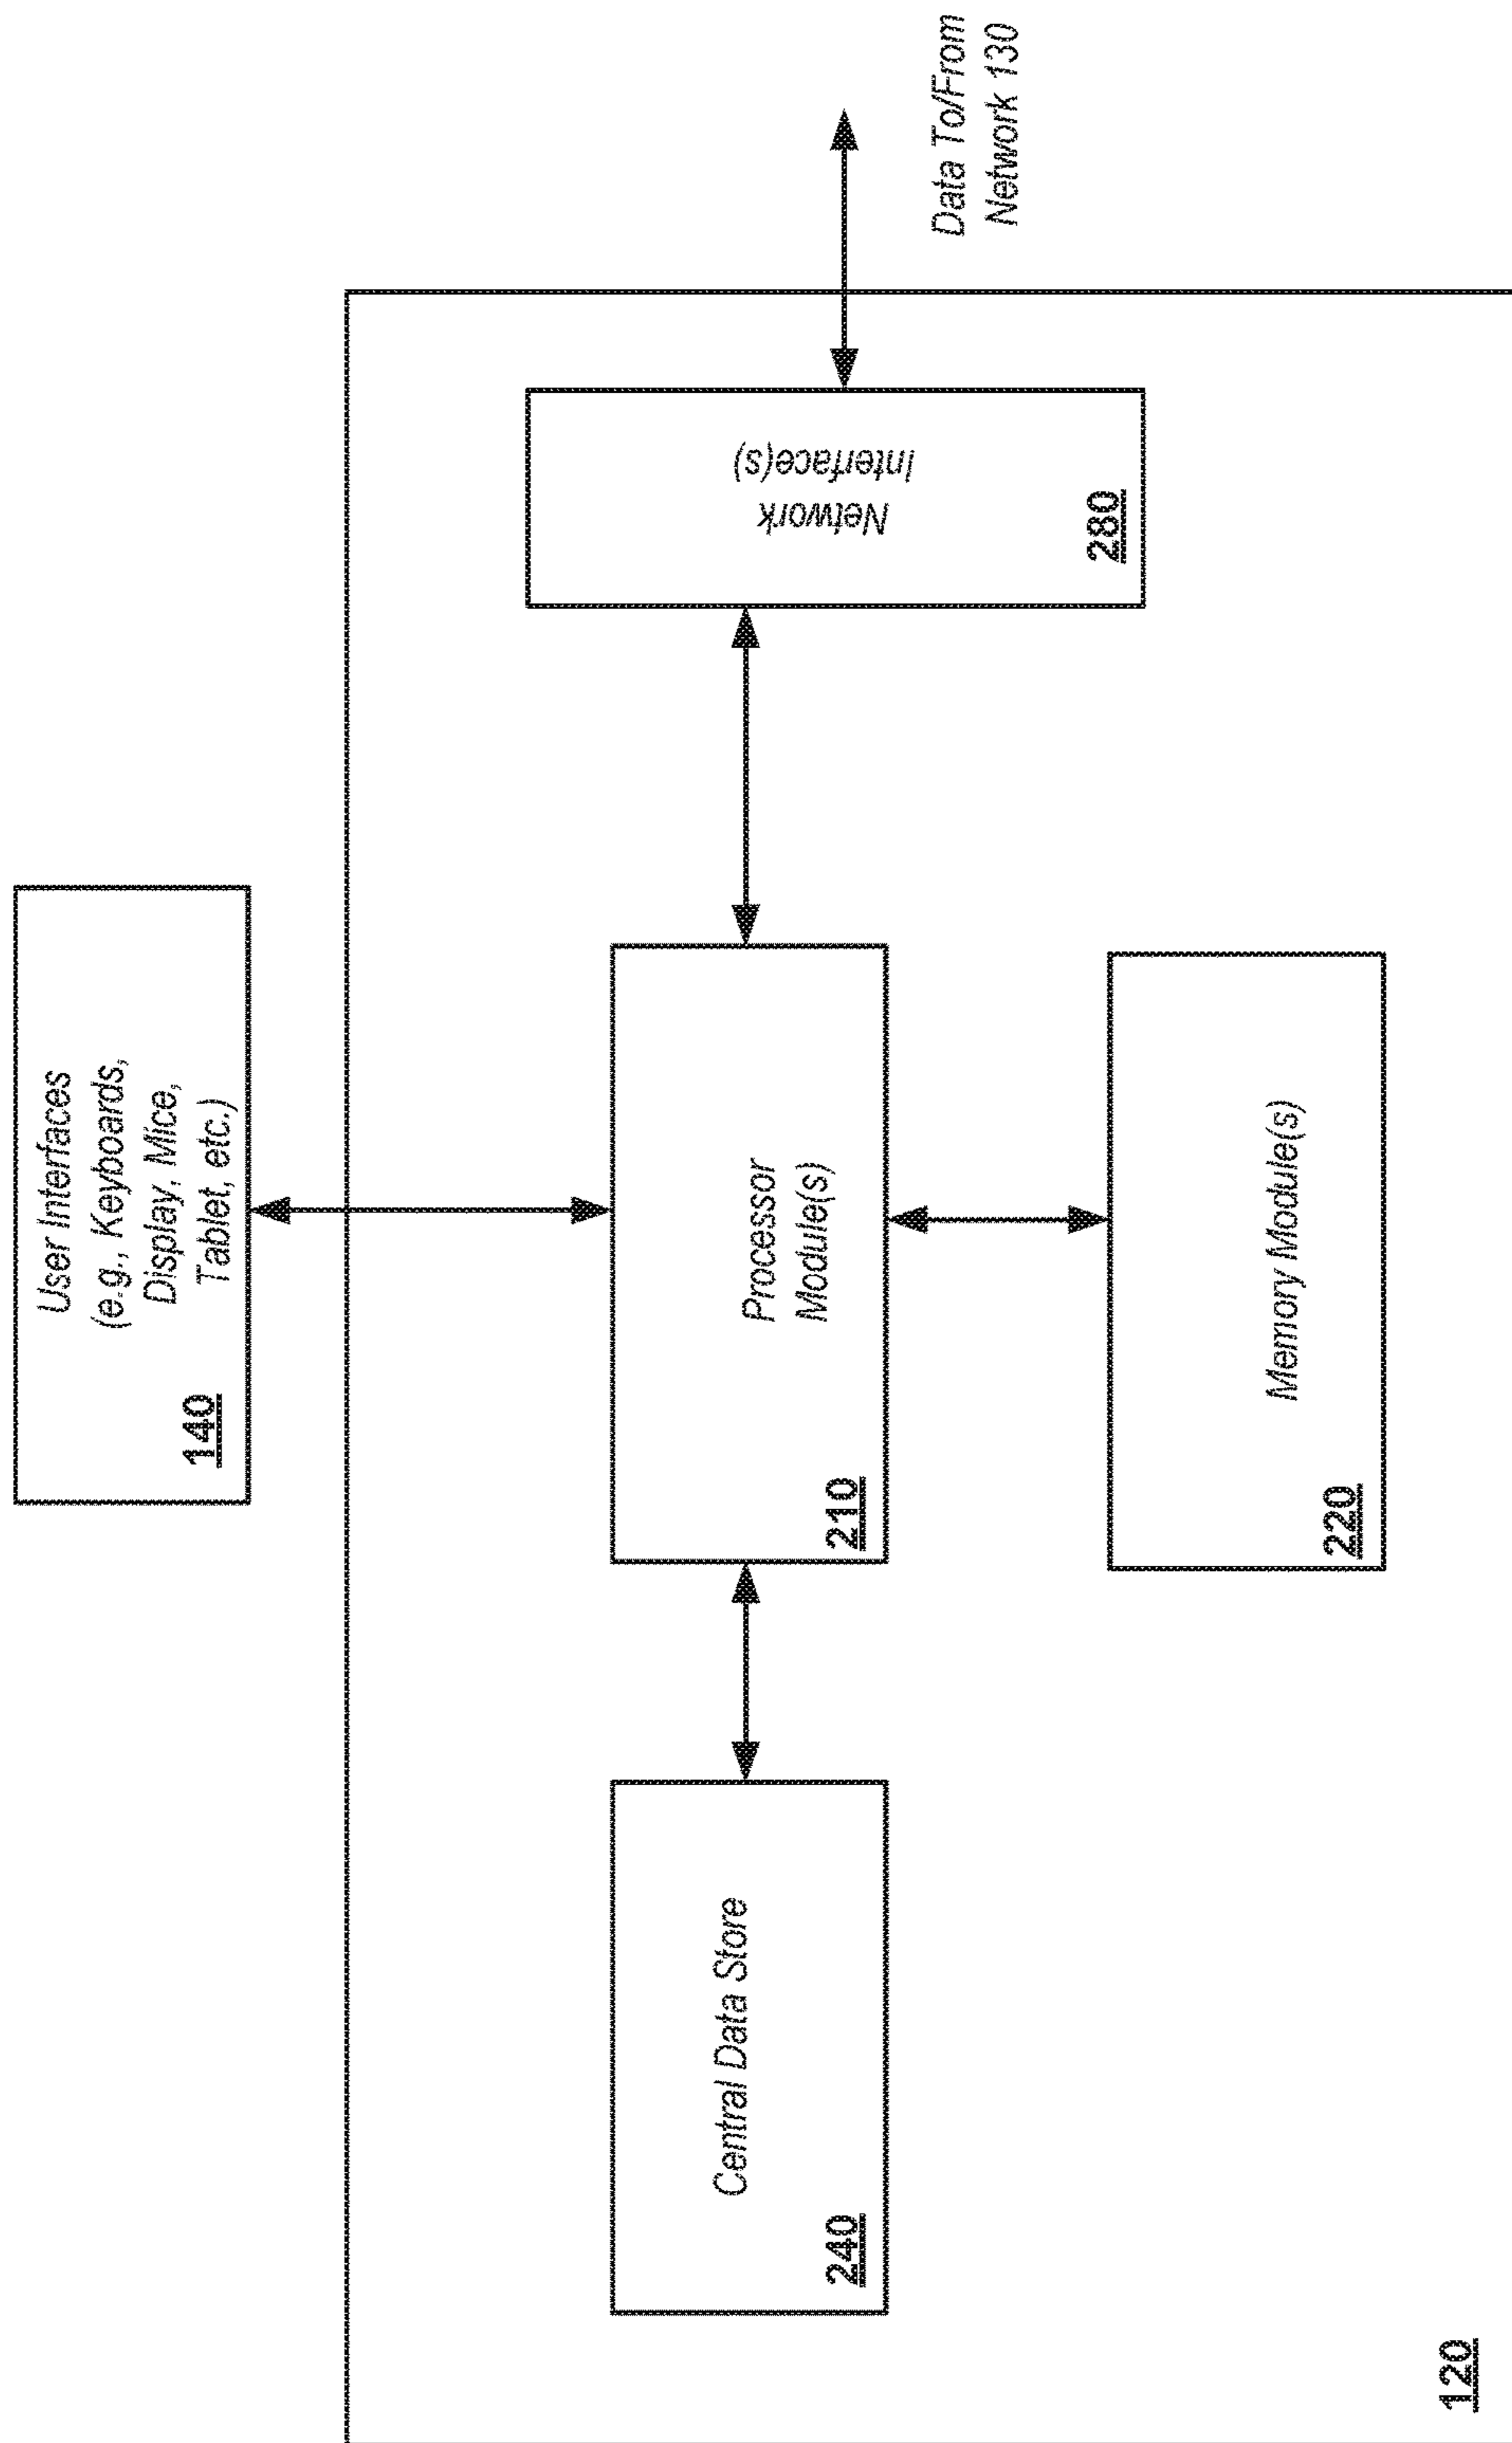 User Interfaces
(e.g., Keyboards,
Display, Mice,
Tablet, etc.)
140
Central Data Store
240
Processor
Module(s)
210
Network
Interface(s)
280
Data To/From
Network 130
Memory Module(s)
220
120